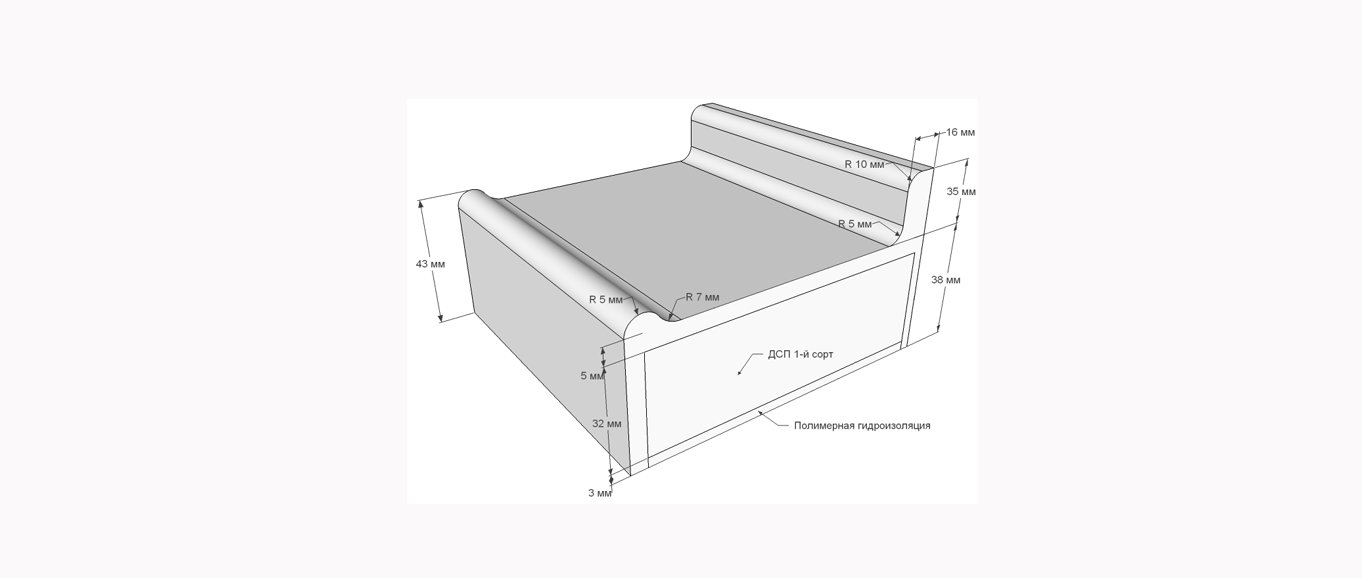 16 мм
R 10 мм
35 мм
R 5 мм
43 мм
38 мм
R 5 мм
R 7 мм
ДСП 1-й сорт
5 мм
32 мм
Полимерная гидроизоляция
3 мм